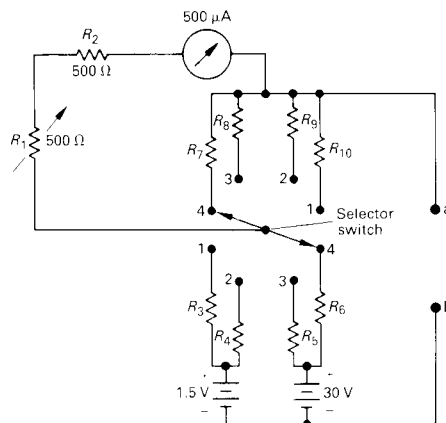 500 μA
R2
500 Ω
R1
500 Ω
R8
R9
R7
R10
3
2
4
1
Selector
switch
a
1
4
2
3
R3
R6
R4
R5
+
+
1.5 V
30 V
−
−